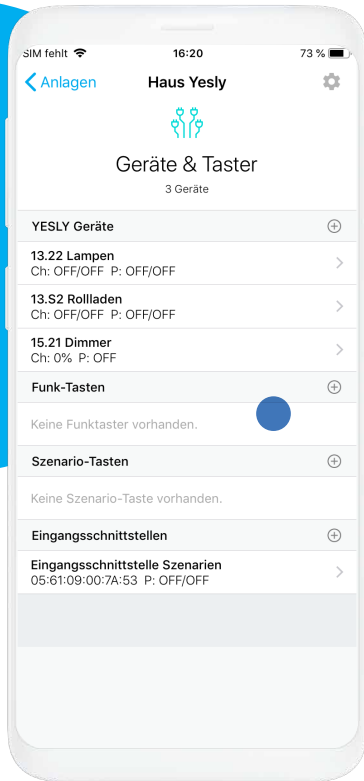 SIM fehlt 16:20 73 %
Anlagen Haus Yesly
Geräte & Taster
3 Geräte
YESLY Geräte
13.22 Lampen
Ch: OFF/OFF P: OFF/OFF
13.S2 Rollladen
Ch: OFF/OFF P: OFF/OFF
15.21 Dimmer
Ch: 0% P: OFF
Funk-Tasten
Keine Funktaster vorhanden.
Szenario-Tasten
Keine Szenario-Taste vorhanden.
Eingangsschnittstellen
Eingangsschnittstelle Szenarien
05:61:09:00:7A:53 P: OFF/OFF